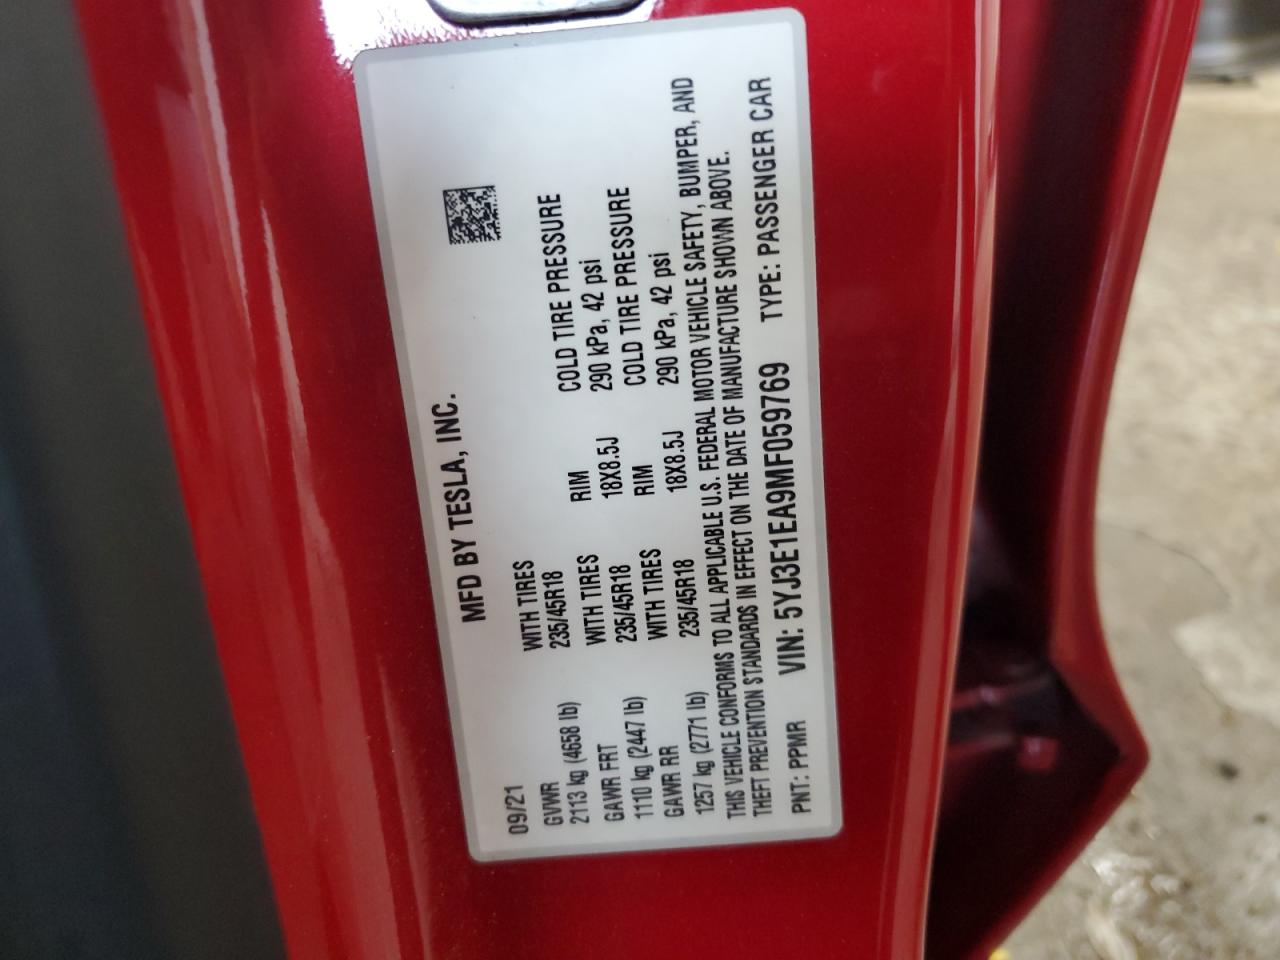 MFD BY TESLA, INC.
09/21
GVWR WITH TIRES RIM COLD TIRE PRESSURE
2113 kg (4658 lb) 235/45R18
GAWR FRT WITH TIRES RIM COLD TIRE PRESSURE
1110 kg (2447 lb) 235/45R18 18X8.5J 290 kPa, 42 psi
GAWR RR WITH TIRES RIM COLD TIRE PRESSURE
1257 kg (2771 lb) 235/45R18 18X8.5J 290 kPa, 42 psi
THIS VEHICLE CONFORMS TO ALL APPLICABLE U.S. FEDERAL MOTOR VEHICLE SAFETY, BUMPER, AND
THEFT PREVENTION STANDARDS IN EFFECT ON THE DATE OF MANUFACTURE SHOWN ABOVE.
PNT: PPMR VIN: 5YJ3E1EA9MF059769 TYPE: PASSENGER CAR